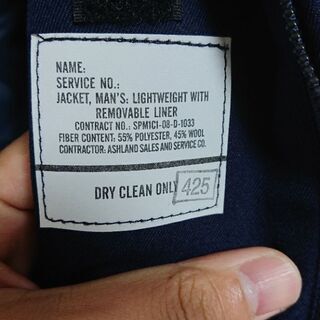 NAME:
SERVICE NO.:
JACKET, MAN'S: LIGHTWEIGHT WITH
REMOVABLE LINER
CONTRACT NO.: SPM1C1-08-D-1033
FIBER CONTENT: 55% POLYESTER, 45% WOOL
CONTRACTOR: ASHLAND SALES AND SERVICE CO.
DRY CLEAN ONLY 425